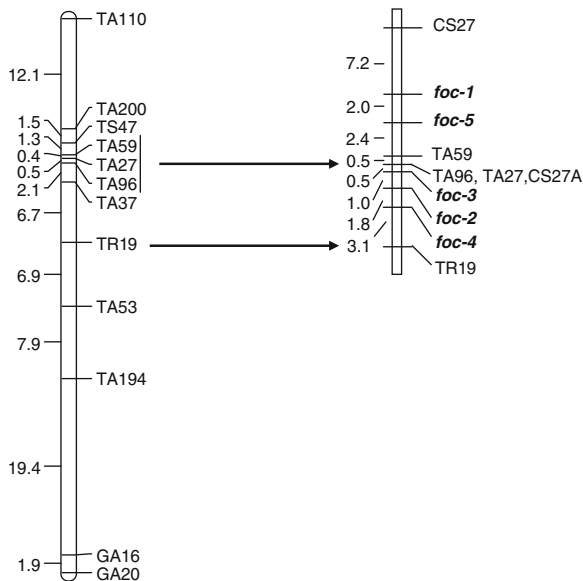 TA110
12.1
TA200
1.5
TS47
1.3
TA59
0.4
TA27
0.5
TA96
2.1
TA37
6.7
TR19
6.9
TA53
7.9
TA194
19.4
GA16
1.9
GA20
CS27
7.2
foc-1
2.0
foc-5
2.4
TA59
0.5
TA96, TA27,CS27A
0.5
foc-3
1.0
foc-2
1.8
foc-4
3.1
TR19